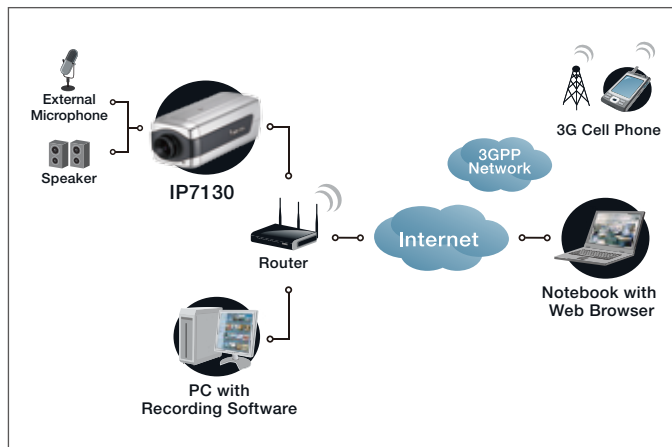 External
Microphone
Speaker
IP7130
Router
PC with
Recording Software
Internet
3GPP
Network
3G Cell Phone
Notebook with
Web Browser